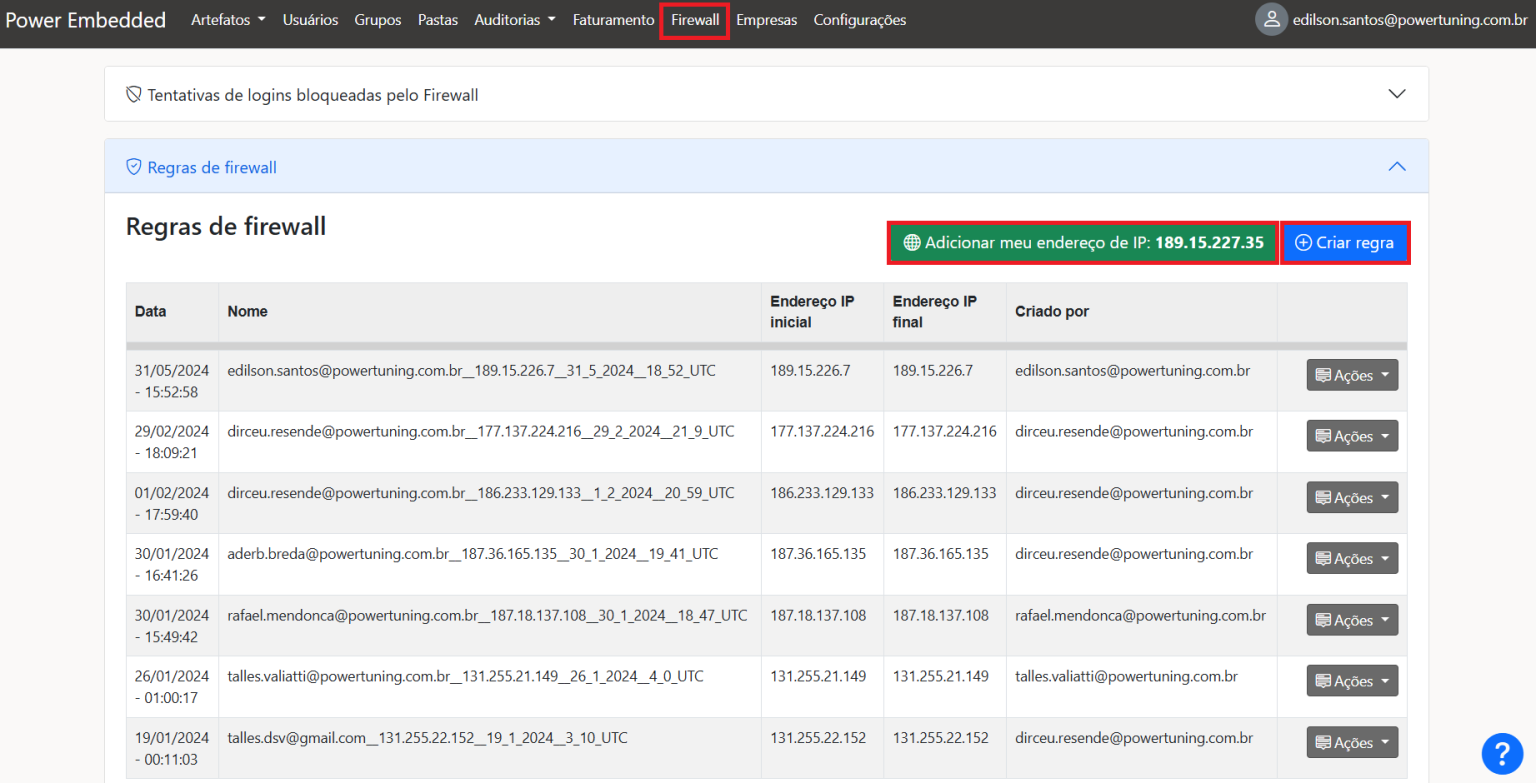 Power Embedded Artefatos Usuários Grupos Pastas Auditorias Faturamento Firewall Empresas Configurações edilson.santos@powertuning.com.br
Tentativas de logins bloqueadas pelo Firewall
Regras de firewall
Regras de firewall
Adicionar meu endereço de IP: 189.15.227.35 Criar regra
Data Nome Endereço IP inicial Endereço IP final Criado por
31/05/2024 - 15:52:58 edilson.santos@powertuning.com.br__189.15.226.7__31_5_2024__18_52_UTC 189.15.226.7 189.15.226.7 edilson.santos@powertuning.com.br Ações
29/02/2024 - 18:09:21 dirceu.resende@powertuning.com.br__177.137.224.216__29_2_2024__21_9_UTC 177.137.224.216 177.137.224.216 dirceu.resende@powertuning.com.br Ações
01/02/2024 - 17:59:40 dirceu.resende@powertuning.com.br__186.233.129.133__1_2_2024__20_59_UTC 186.233.129.133 186.233.129.133 dirceu.resende@powertuning.com.br Ações
30/01/2024 - 16:41:26 aderb.breda@powertuning.com.br__187.36.165.135__30_1_2024__19_41_UTC 187.36.165.135 187.36.165.135 dirceu.resende@powertuning.com.br Ações
30/01/2024 - 15:49:42 rafael.mendonca@powertuning.com.br__187.18.137.108__30_1_2024__18_47_UTC 187.18.137.108 187.18.137.108 rafael.mendonca@powertuning.com.br Ações
26/01/2024 - 01:00:17 talles.valiatti@powertuning.com.br__131.255.21.149__26_1_2024__4_0_UTC 131.255.21.149 131.255.21.149 talles.valiatti@powertuning.com.br Ações
19/01/2024 - 00:11:03 talles.dsv@gmail.com__131.255.22.152__19_1_2024__3_10_UTC 131.255.22.152 131.255.22.152 dirceu.resende@powertuning.com.br Ações
?